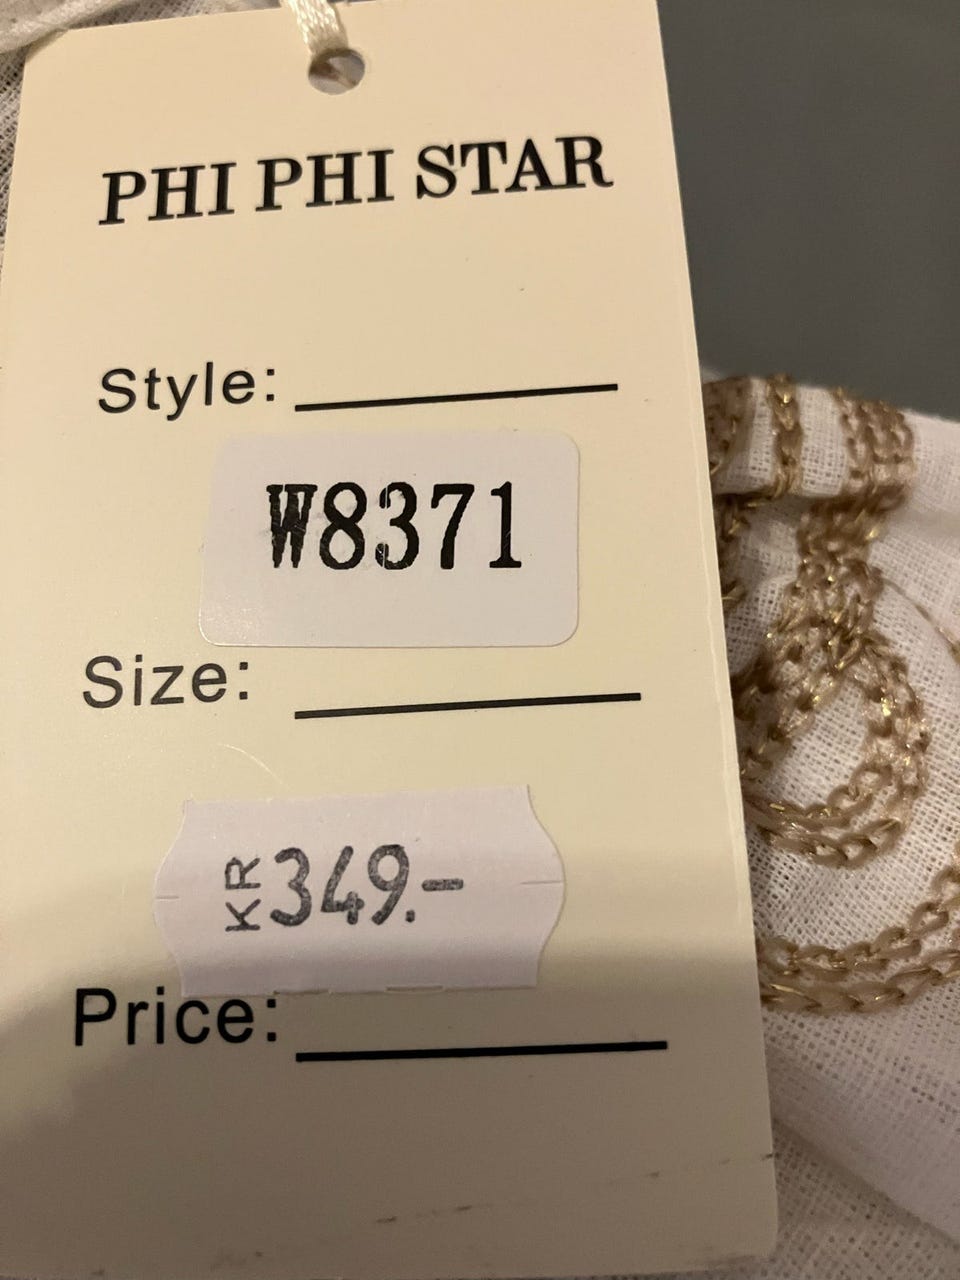 PHI PHI STAR
Style:
W8371
Size:
KR 349.-
Price: